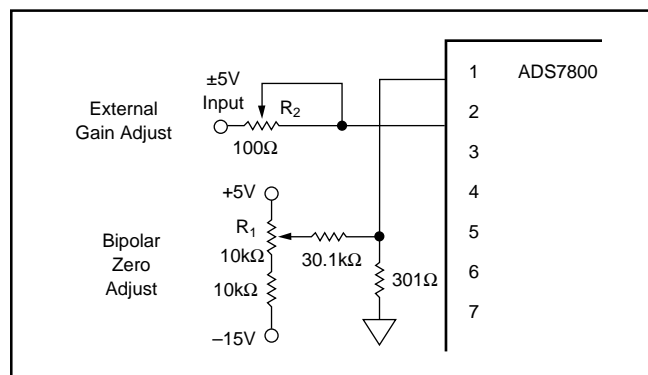 ±5V
Input
R2
External
Gain Adjust
100Ω
+5V
R1
10kΩ
10kΩ
–15V
Bipolar
Zero
Adjust
30.1kΩ
301Ω
1
2
3
4
5
6
7
ADS7800